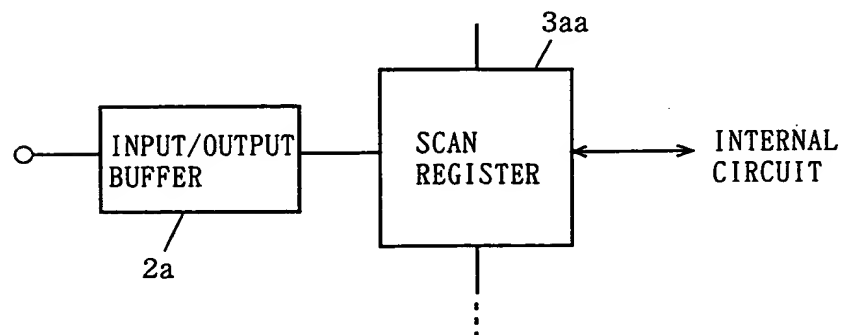 3aa
INPUT/OUTPUT
BUFFER
SCAN
REGISTER
INTERNAL
CIRCUIT
2a